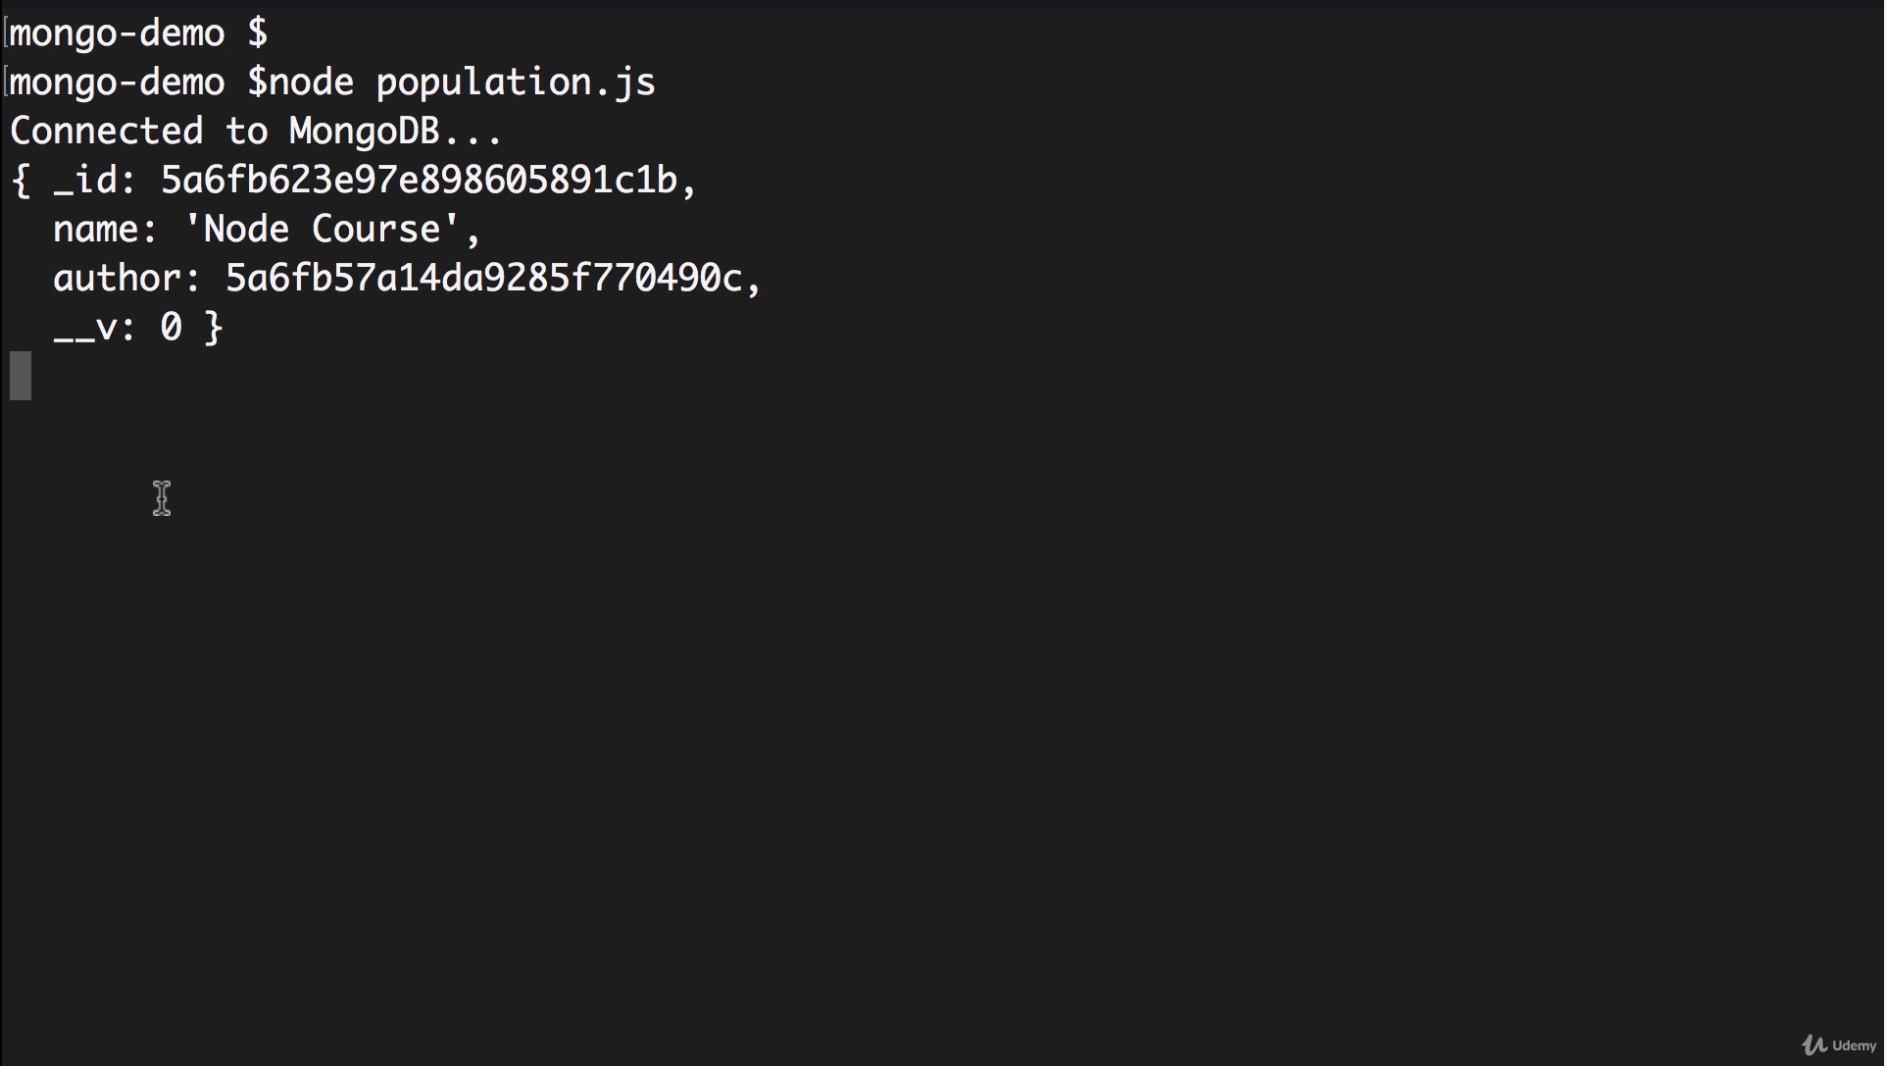 mongo-demo $
mongo-demo $node population.js
Connected to MongoDB...
{ _id: 5a6fb623e97e898605891c1b,
  name: 'Node Course',
  author: 5a6fb57a14da9285f770490c,
  __v: 0 }
Udemy